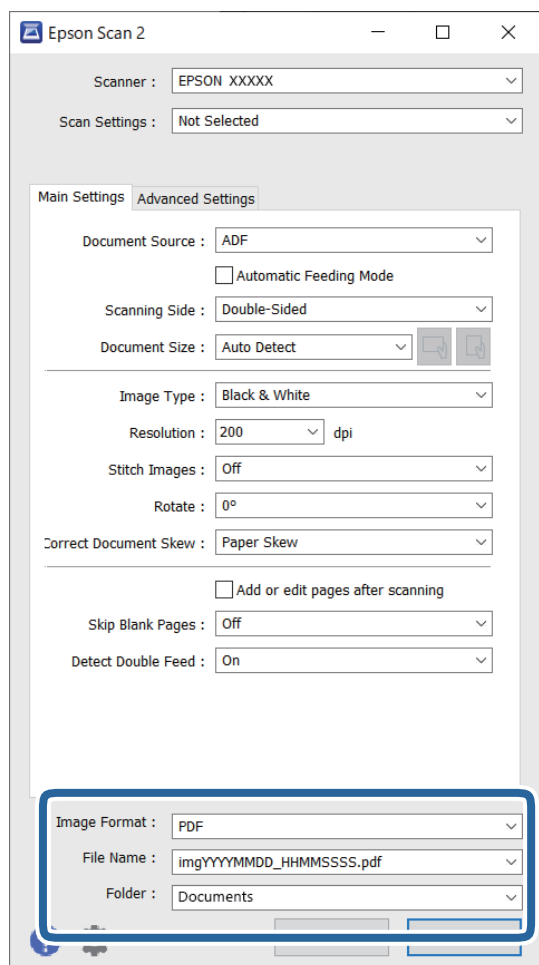 Epson Scan 2
Scanner : EPSON XXXXX
Scan Settings : Not Selected
Main Settings Advanced Settings
Document Source : ADF
Automatic Feeding Mode
Scanning Side : Double-Sided
Document Size : Auto Detect
Image Type : Black & White
Resolution : 200 dpi
Stitch Images : Off
Rotate : 0°
Correct Document Skew : Paper Skew
Add or edit pages after scanning
Skip Blank Pages : Off
Detect Double Feed : On
Image Format : PDF
File Name : imgYYYYMMDD_HHMMSSSS.pdf
Folder : Documents